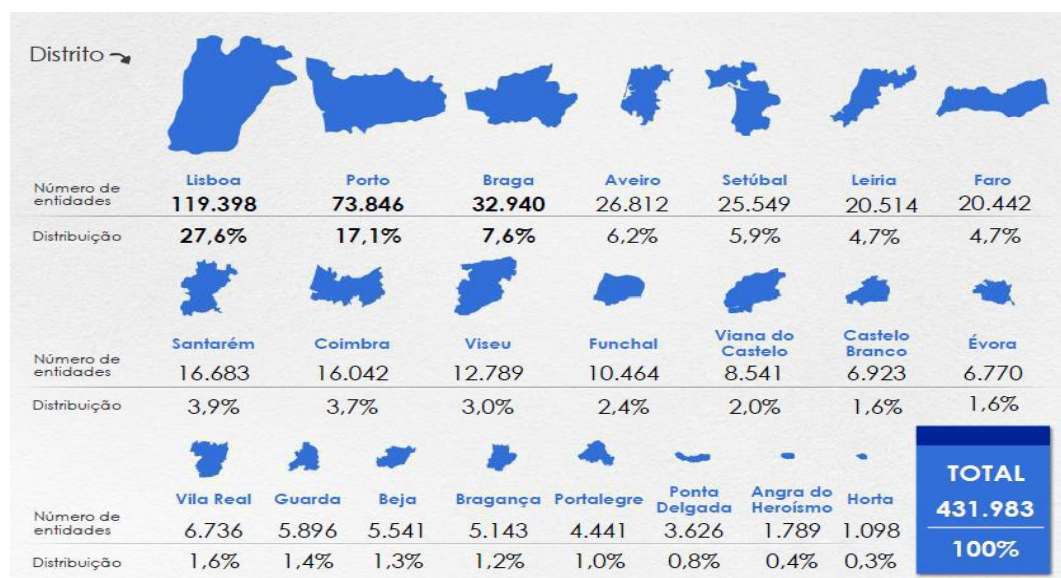 Distrito
Lisboa Porto Braga Aveiro Setúbal Leiria Faro
Número de
entidades
119.398 73.846 32.940 26.812 25.549 20.514 20.442
Distribuição 27,6% 17,1% 7,6% 6,2% 5,9% 4,7% 4,7%
Santarém Coimbra Viseu Funchal Viana do
Castelo Castelo
Branco Évora
Número de
entidades
16.683 16.042 12.789 10.464 8.541 6.923 6.770
Distribuição 3,9% 3,7% 3,0% 2,4% 2,0% 1,6% 1,6%
Vila Real Guarda Beja Bragança Portalegre Ponta
Delgada Angra do
Heroísmo Horta
Número de
entidades
6.736 5.896 5.541 5.143 4.441 3.626 1.789 1.098
Distribuição 1,6% 1,4% 1,3% 1,2% 1,0% 0,8% 0,4% 0,3%
TOTAL
431.983
100%